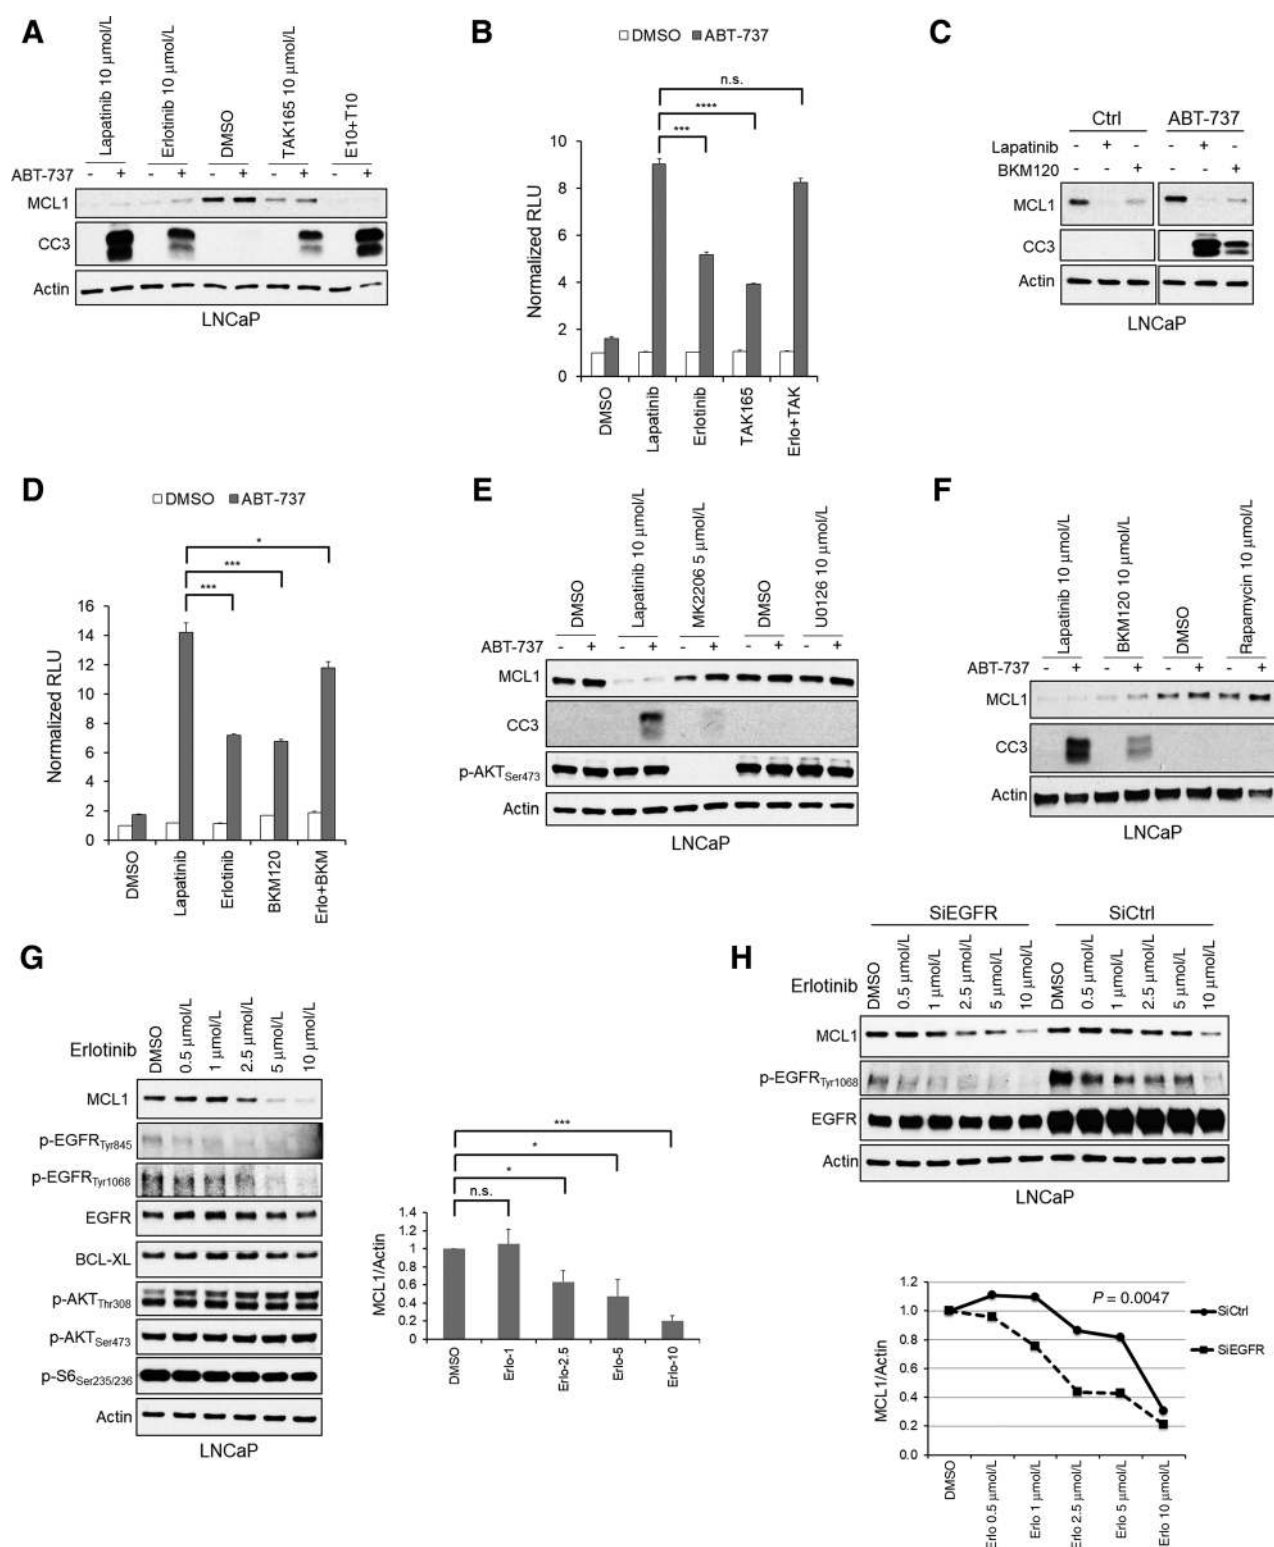 A
Lapatinib 10 μmol/L
Erlotinib 10 μmol/L
DMSO
TAK165 10 μmol/L
E10+T10
ABT-737 - + - + - + - + - +
MCL1
CC3
Actin
LNCaP
B
DMSO ABT-737
n.s.
****
***
Normalized RLU
10
8
6
4
2
0
DMSO
Lapatinib
Erlotinib
TAK165
Erlo+TAK
C
Ctrl ABT-737
Lapatinib - + - - + -
BKM120 - - + - - +
MCL1
CC3
Actin
LNCaP
D
DMSO ABT-737
*
***
***
Normalized RLU
16
14
12
10
8
6
4
2
0
DMSO
Lapatinib
Erlotinib
BKM120
Erlo+BKM
E
DMSO
Lapatinib 10 μmol/L
MK2206 5 μmol/L
DMSO
U0126 10 μmol/L
ABT-737 - + - + - + - + - +
MCL1
CC3
p-AKTSer473
Actin
LNCaP
F
Lapatinib 10 μmol/L
BKM120 10 μmol/L
DMSO
Rapamycin 10 μmol/L
ABT-737 - + - + - + - +
MCL1
CC3
Actin
LNCaP
G
Erlotinib
DMSO
0.5 μmol/L
1 μmol/L
2.5 μmol/L
5 μmol/L
10 μmol/L
MCL1
p-EGFRTyr845
p-EGFRTyr1068
EGFR
BCL-XL
p-AKTThr308
p-AKTSer473
p-S6Ser235/236
Actin
LNCaP
***
*
*
n.s.
MCL1/Actin
1.4
1.2
1
0.8
0.6
0.4
0.2
0
DMSO
Erlo-1
Erlo-2.5
Erlo-5
Erlo-10
H
SiEGFR SiCtrl
Erlotinib
DMSO
0.5 μmol/L
1 μmol/L
2.5 μmol/L
5 μmol/L
10 μmol/L
DMSO
0.5 μmol/L
1 μmol/L
2.5 μmol/L
5 μmol/L
10 μmol/L
MCL1
p-EGFRTyr1068
EGFR
Actin
LNCaP
MCL1/Actin
1.2
1.0
0.8
0.6
0.4
0.2
0.0
P = 0.0047
SiCtrl
SiEGFR
DMSO
Erlo 0.5 μmol/L
Erlo 1 μmol/L
Erlo 2.5 μmol/L
Erlo 5 μmol/L
Erlo 10 μmol/L